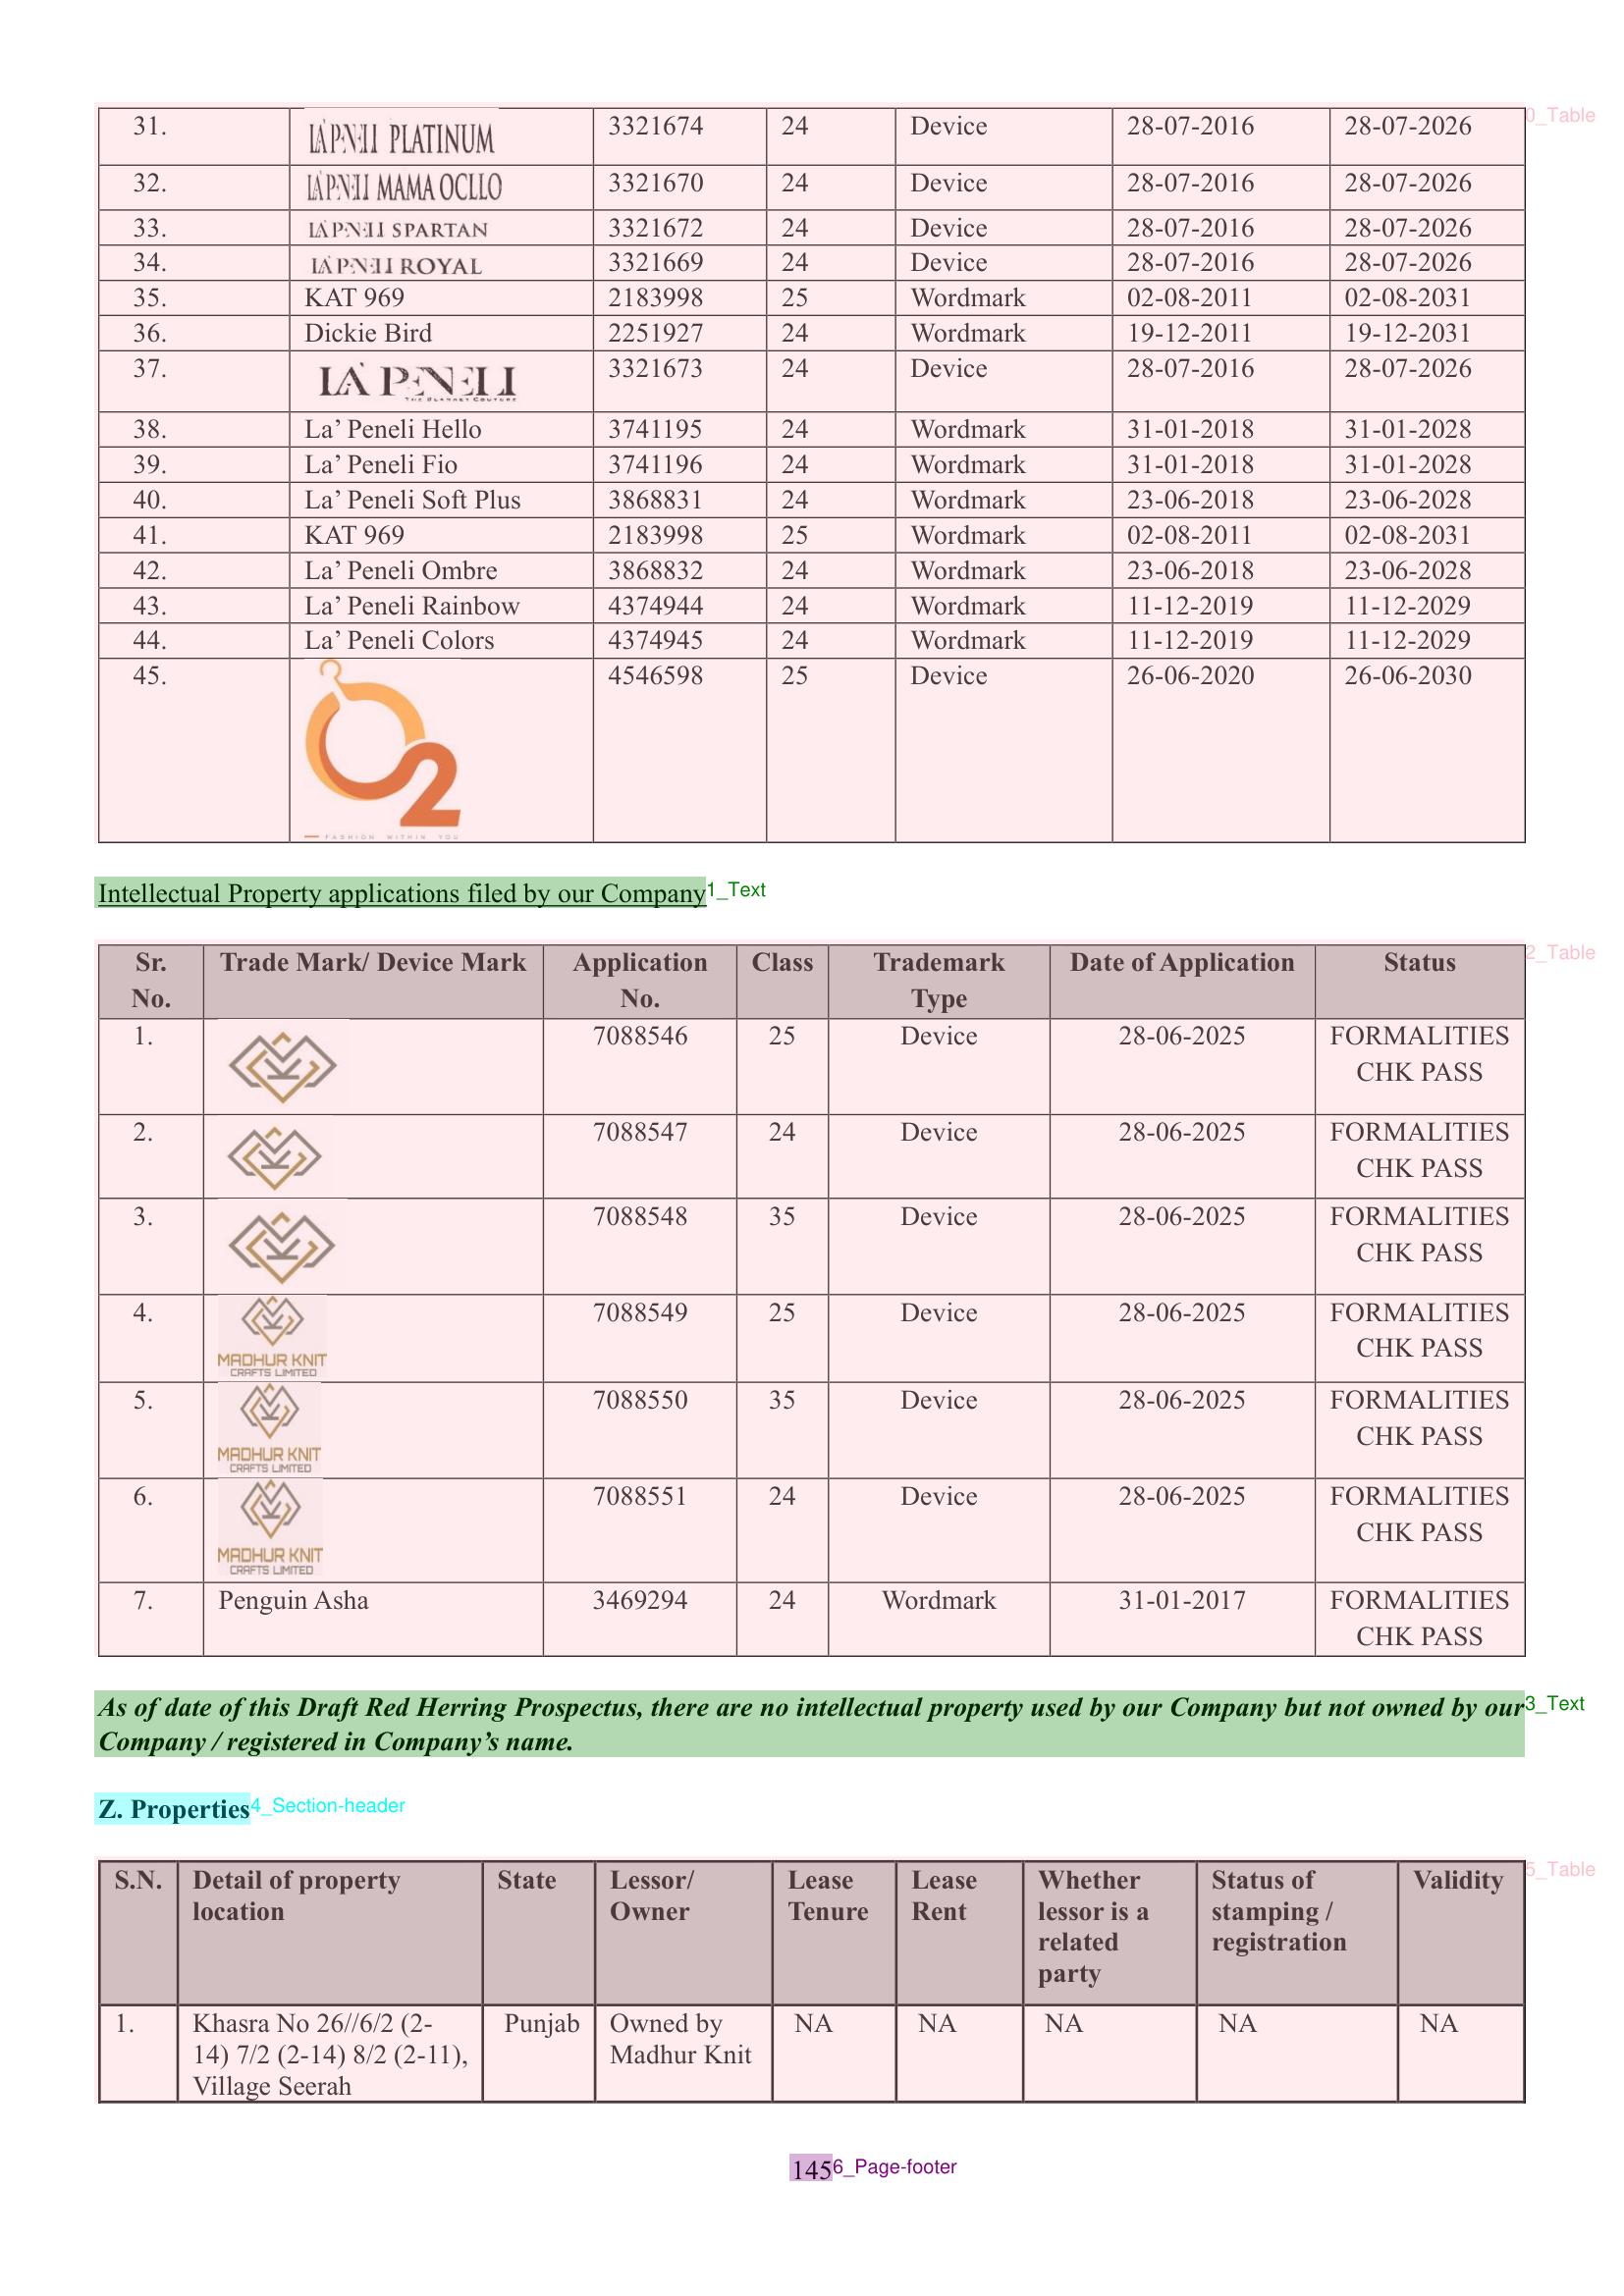 31. LA'PENELI PLATINUM 3321674 24 Device 28-07-2016 28-07-2026 0_Table
32. LA'PENELI MAMA OCLLO 3321670 24 Device 28-07-2016 28-07-2026
33. LA'PENELI SPARTAN 3321672 24 Device 28-07-2016 28-07-2026
34. LA'PENELI ROYAL 3321669 24 Device 28-07-2016 28-07-2026
35. KAT 969 2183998 25 Wordmark 02-08-2011 02-08-2031
36. Dickie Bird 2251927 24 Wordmark 19-12-2011 19-12-2031
37. LA' PENELI 3321673 24 Device 28-07-2016 28-07-2026
THE BLANKET COUTURE
38. La’ Peneli Hello 3741195 24 Wordmark 31-01-2018 31-01-2028
39. La’ Peneli Fio 3741196 24 Wordmark 31-01-2018 31-01-2028
40. La’ Peneli Soft Plus 3868831 24 Wordmark 23-06-2018 23-06-2028
41. KAT 969 2183998 25 Wordmark 02-08-2011 02-08-2031
42. La’ Peneli Ombre 3868832 24 Wordmark 23-06-2018 23-06-2028
43. La’ Peneli Rainbow 4374944 24 Wordmark 11-12-2019 11-12-2029
44. La’ Peneli Colors 4374945 24 Wordmark 11-12-2019 11-12-2029
45. O2 4546598 25 Device 26-06-2020 26-06-2030
FASHION WITHIN YOU
Intellectual Property applications filed by our Company 1_Text
Sr. Trade Mark/ Device Mark Application Class Trademark Date of Application Status 2_Table
No. No. Type
1. 7088546 25 Device 28-06-2025 FORMALITIES
CHK PASS
2. 7088547 24 Device 28-06-2025 FORMALITIES
CHK PASS
3. 7088548 35 Device 28-06-2025 FORMALITIES
CHK PASS
4. 7088549 25 Device 28-06-2025 FORMALITIES
MADHUR KNIT CHK PASS
CRAFTS LIMITED
5. 7088550 35 Device 28-06-2025 FORMALITIES
MADHUR KNIT CHK PASS
CRAFTS LIMITED
6. 7088551 24 Device 28-06-2025 FORMALITIES
MADHUR KNIT CHK PASS
CRAFTS LIMITED
7. Penguin Asha 3469294 24 Wordmark 31-01-2017 FORMALITIES
CHK PASS
As of date of this Draft Red Herring Prospectus, there are no intellectual property used by our Company but not owned by our 3_Text
Company / registered in Company’s name.
Z. Properties 4_Section-header
S.N. Detail of property State Lessor/ Lease Lease Whether Status of Validity 5_Table
location Owner Tenure Rent lessor is a stamping /
related registration
party
1. Khasra No 26//6/2 (2- Punjab Owned by NA NA NA NA NA
14) 7/2 (2-14) 8/2 (2-11), Madhur Knit
Village Seerah
145 6_Page-footer